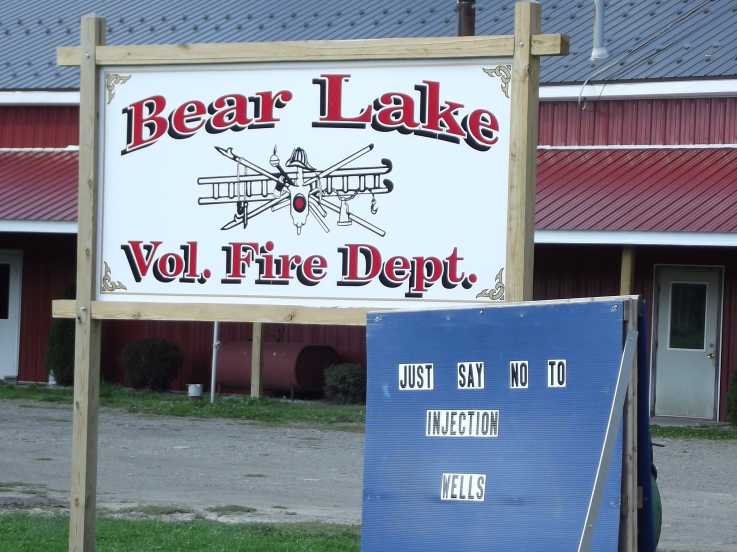 Bear Lake
Vol. Fire Dept.
JUST SAY NO TO
INJECTION
WELLS